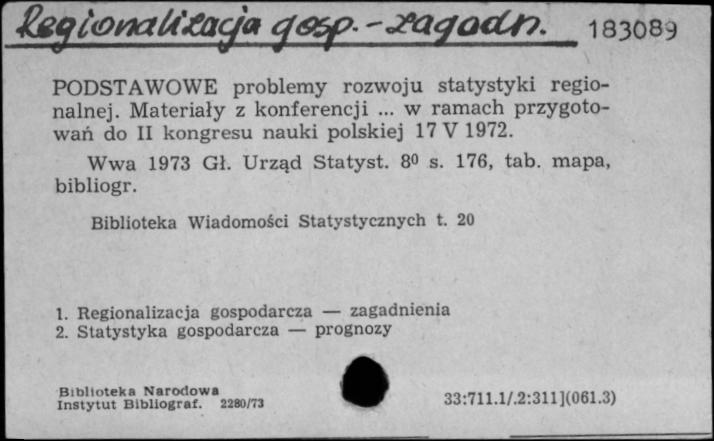 Regionalizacja gosp. - zagadn. 183089
PODSTAWOWE problemy rozwoju statystyki regio-
nalnej. Materiały z konferencji ... w ramach przygoto-
wań do II kongresu nauki polskiej 17 V 1972.
Wwa 1973 Gł. Urząd Statyst. 8⁰ s. 176, tab. mapa,
bibliogr.
Biblioteka Wiadomości Statystycznych t. 20
1. Regionalizacja gospodarcza — zagadnienia
2. Statystyka gospodarcza — prognozy
Biblioteka Narodowa
Instytut Bibliograf. 2280/73
33:711.1/.2:311](061.3)